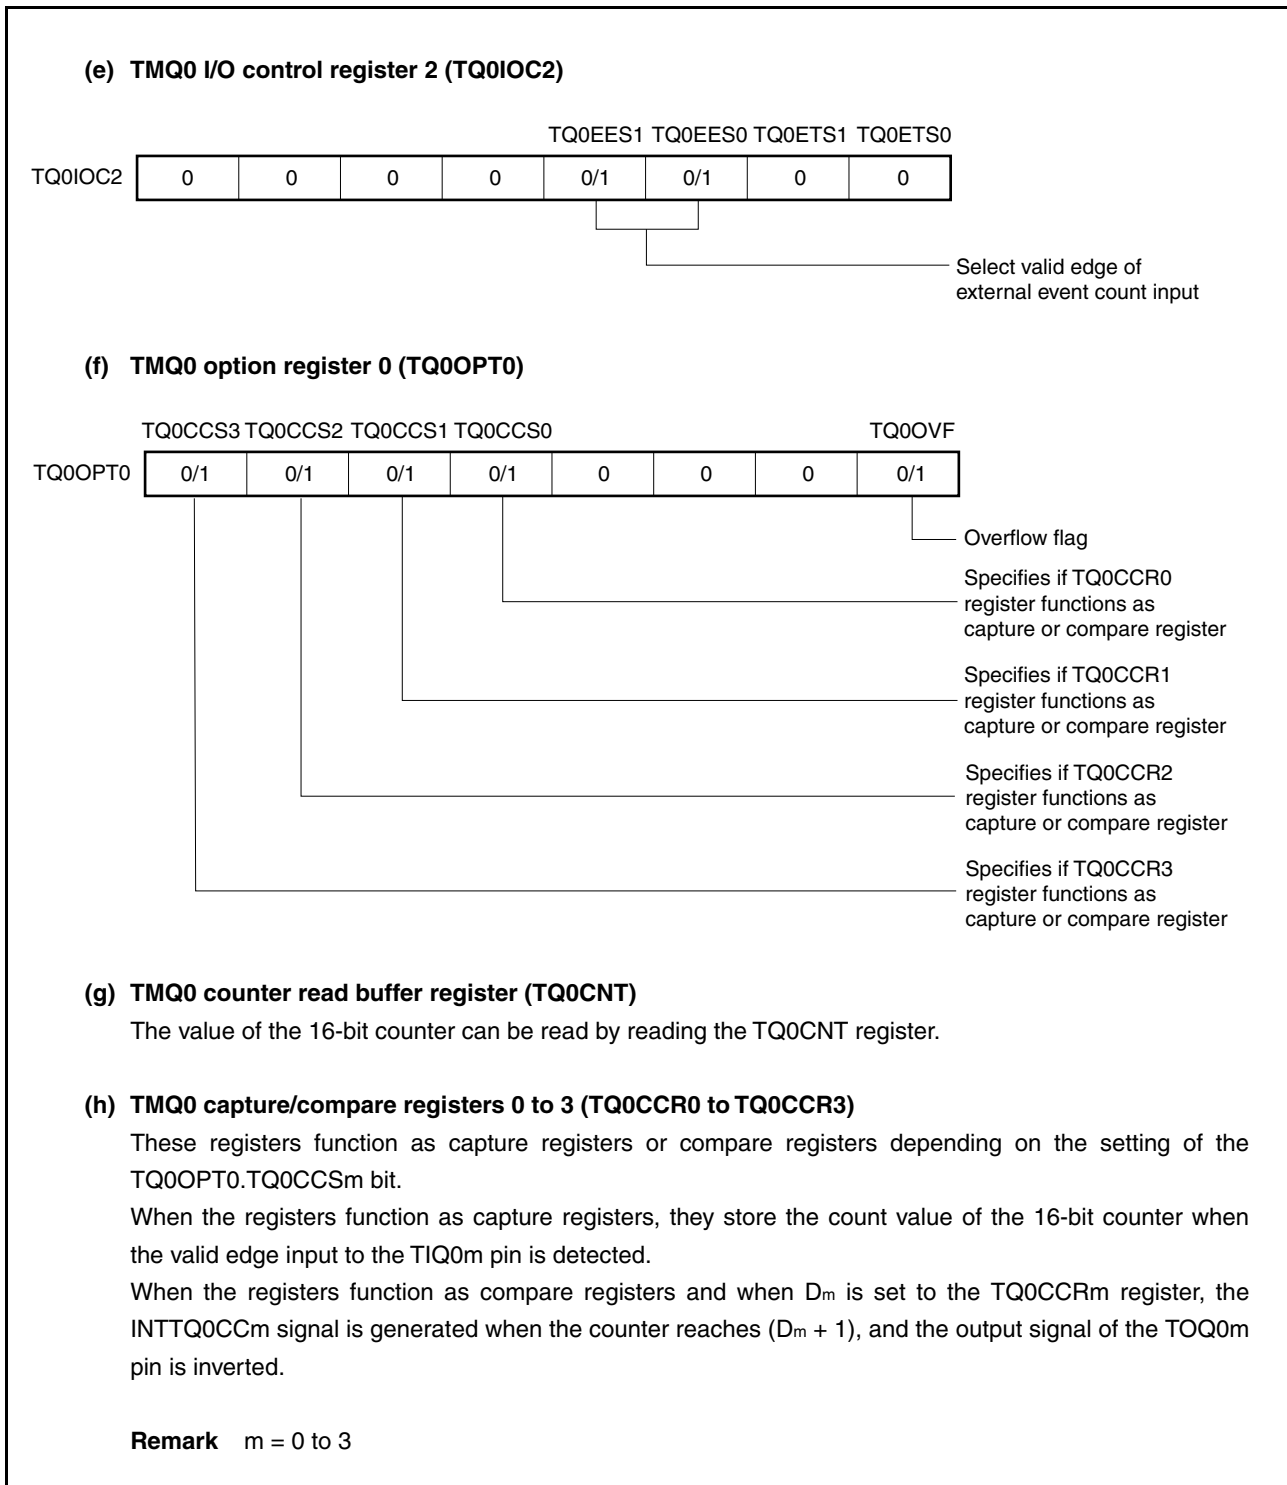 (e) TMQ0 I/O control register 2 (TQ0IOC2)
TQ0EES1 TQ0EES0 TQ0ETS1 TQ0ETS0
TQ0IOC2 0 0 0 0 0/1 0/1 0 0
Select valid edge of
external event count input
(f) TMQ0 option register 0 (TQ0OPT0)
TQ0CCS3 TQ0CCS2 TQ0CCS1 TQ0CCS0 TQ0OVF
TQ0OPT0 0/1 0/1 0/1 0/1 0 0 0 0/1
Overflow flag
Specifies if TQ0CCR0
register functions as
capture or compare register
Specifies if TQ0CCR1
register functions as
capture or compare register
Specifies if TQ0CCR2
register functions as
capture or compare register
Specifies if TQ0CCR3
register functions as
capture or compare register
(g) TMQ0 counter read buffer register (TQ0CNT)
The value of the 16-bit counter can be read by reading the TQ0CNT register.
(h) TMQ0 capture/compare registers 0 to 3 (TQ0CCR0 to TQ0CCR3)
These registers function as capture registers or compare registers depending on the setting of the
TQ0OPT0.TQ0CCSm bit.
When the registers function as capture registers, they store the count value of the 16-bit counter when
the valid edge input to the TIQ0m pin is detected.
When the registers function as compare registers and when Dm is set to the TQ0CCRm register, the
INTTQ0CCm signal is generated when the counter reaches (Dm + 1), and the output signal of the TOQ0m
pin is inverted.
Remark m = 0 to 3